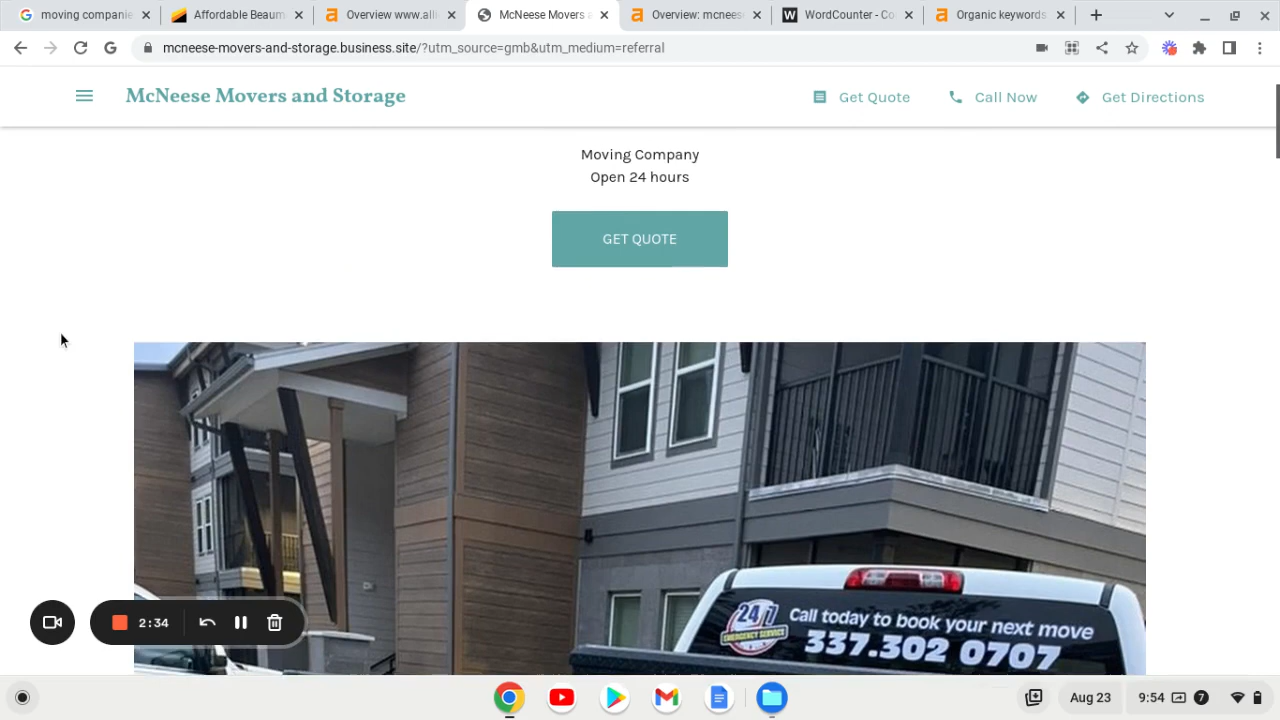 moving companie
Affordable Beaum
Overview www.alli
McNeese Movers a
Overview: mcnees
WordCounter - Co
Organic keywords
mcneese-movers-and-storage.business.site/?utm_source=gmb&utm_medium=referral
McNeese Movers and Storage
Get Quote
Call Now
Get Directions
Moving Company
Open 24 hours
GET QUOTE
24/7
EMERGENCY SERVICE
Call today to book your next move
337.302 0707
2:34
Aug 23
9:54
7